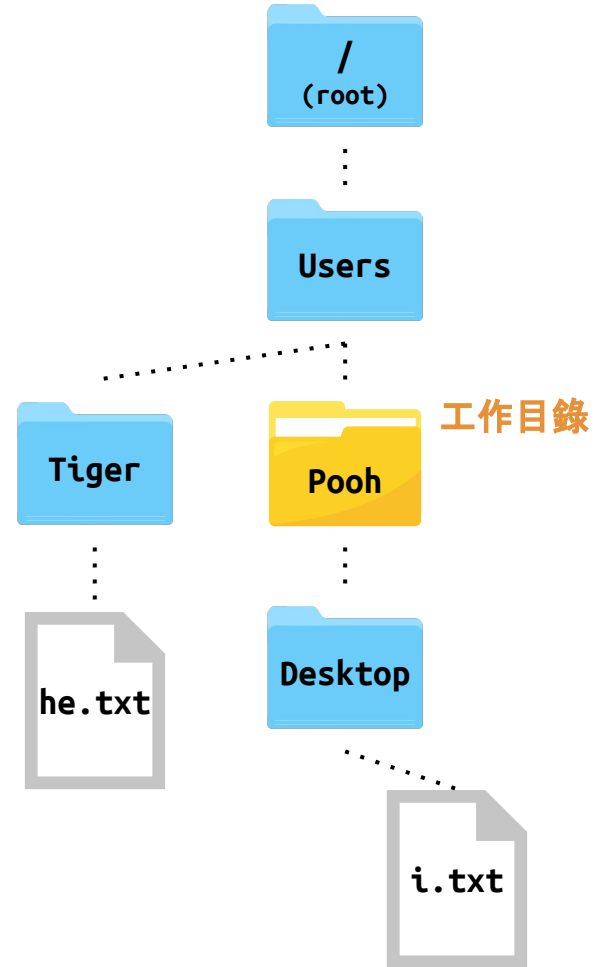 /
(root)
Users
Tiger
Pooh
工作目錄
he.txt
Desktop
i.txt